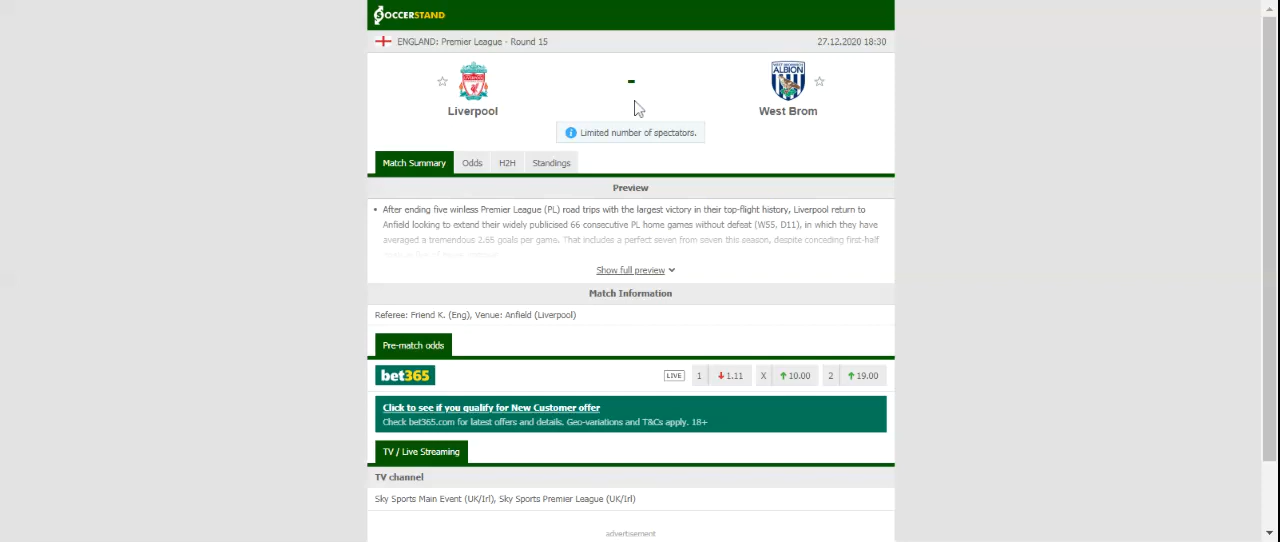 SOCCERSTAND
ENGLAND: Premier League - Round 15 27.12.2020 18:30
WEST BROMWICH
ALBION
-
Liverpool West Brom
Limited number of spectators.
Match Summary Odds H2H Standings
Preview
• After ending five winless Premier League (PL) road trips with the largest victory in their top-flight history, Liverpool return to
Anfield looking to extend their widely publicised 66 consecutive PL home games without defeat (W55, D11), in which they have
averaged a tremendous 2.65 goals per game. That includes a perfect seven from seven this season, despite conceding first-half
Show full preview
Match Information
Referee: Friend K. (Eng), Venue: Anfield (Liverpool)
Pre-match odds
bet365 LIVE 1 1.11 X 10.00 2 19.00
Click to see if you qualify for New Customer offer
Check bet365.com for latest offers and details, Geo-variations and T&Cs apply. 18+
TV / Live Streaming
TV channel
Sky Sports Main Event (UK/Irl), Sky Sports Premier League (UK/Irl)
advertisement